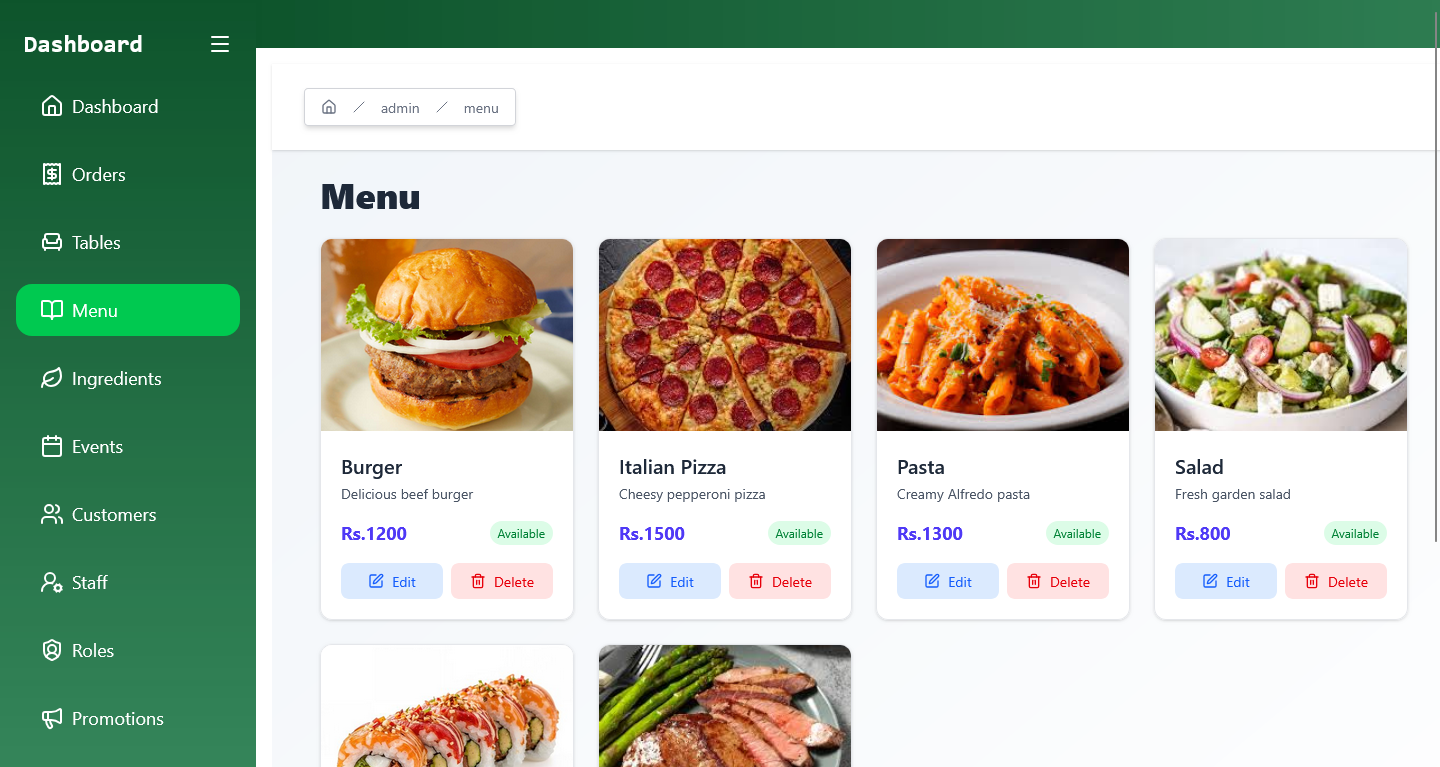 Dashboard
Dashboard
Orders
Tables
Menu
Ingredients
Events
Customers
Staff
Roles
Promotions
admin / menu
Menu
Burger
Delicious beef burger
Rs.1200 Available
Edit Delete
Italian Pizza
Cheesy pepperoni pizza
Rs.1500 Available
Edit Delete
Pasta
Creamy Alfredo pasta
Rs.1300 Available
Edit Delete
Salad
Fresh garden salad
Rs.800 Available
Edit Delete